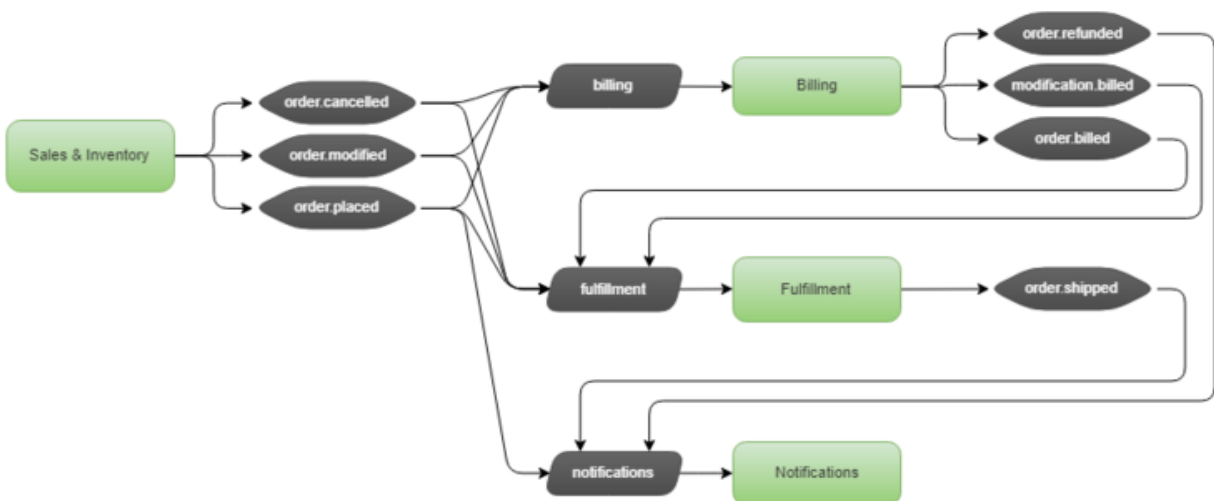 order.refunded
billing
Billing
modification.billed
order.cancelled
order.billed
Sales & Inventory
order.modified
order.placed
fulfillment
Fulfillment
order.shipped
notifications
Notifications